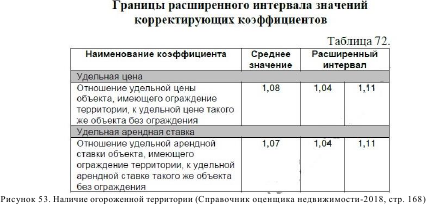 Границы расширенного интервала значений
корректирующих коэффициентов
Таблица 72.
Наименование коэффициента Среднее значение Расширенный интервал
Удельная цена
Отношение удельной цены
объекта, имеющего ограждение
территории, к удельной цене такого
же объекта без ограждения
1,08 1,04 1,11
Удельная арендная ставка
Отношение удельной арендной
ставки объекта, имеющего
ограждение территории, к удельной
арендной ставке такого же объекта
без ограждения
1,07 1,04 1,11
Рисунок 53. Наличие огороженной территории (Справочник оценщика недвижимости-2018, стр. 168)